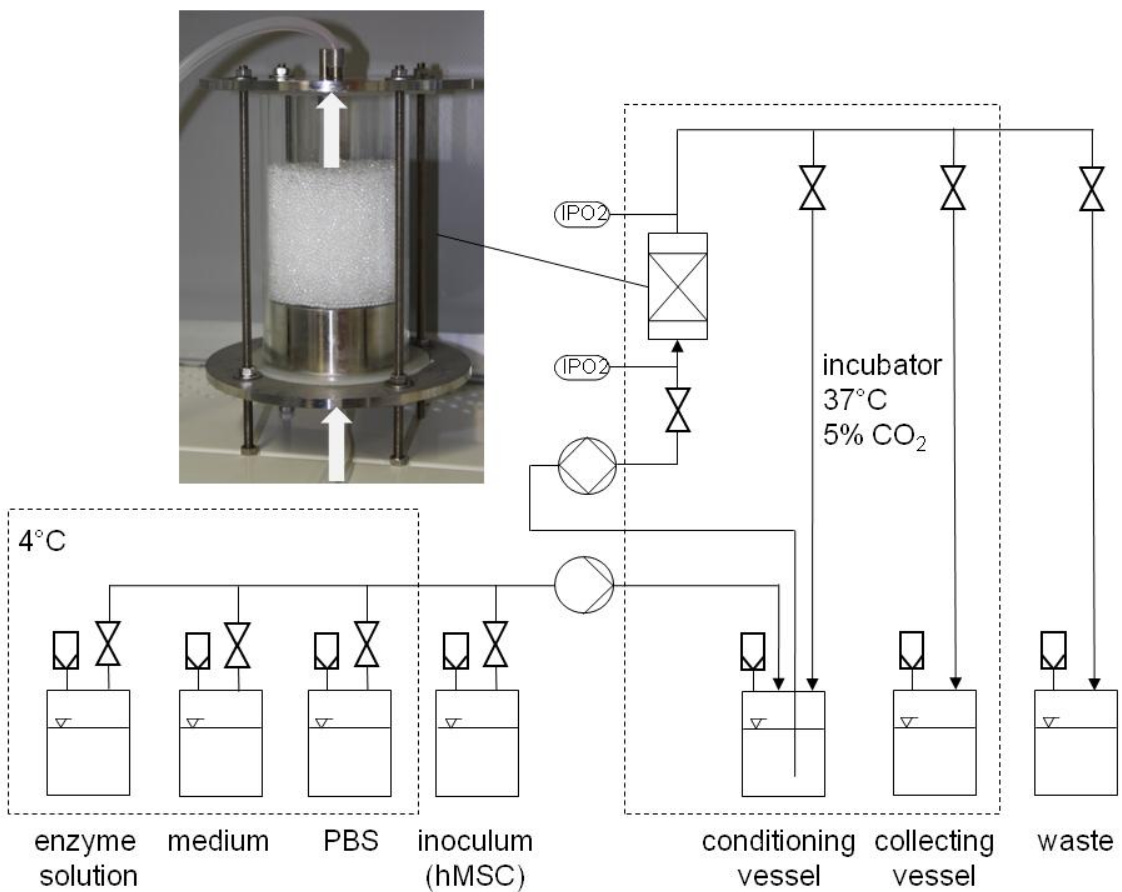 IPO2
IPO2
incubator
37°C
5% CO2
4°C
enzyme
solution
medium
PBS
inoculum
(hMSC)
conditioning
vessel
collecting
vessel
waste